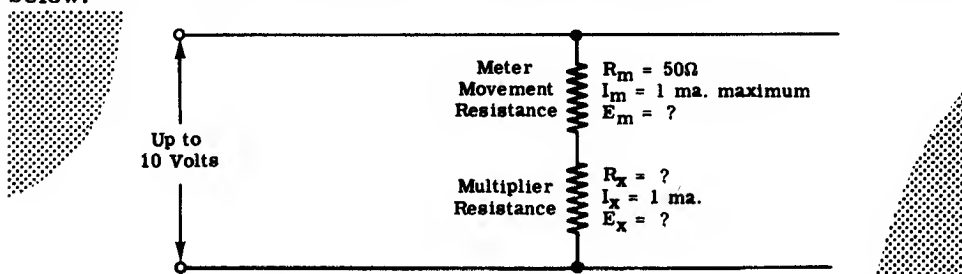 Meter
Movement
Resistance
R_m = 50Ω
I_m = 1 ma. maximum
E_m = ?
Up to
10 Volts
Multiplier
Resistance
R_x = ?
I_x = 1 ma.
E_x = ?